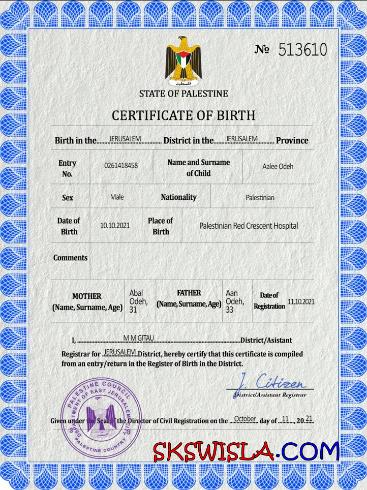 № 513610
STATE OF PALESTINE
CERTIFICATE OF BIRTH
Birth in the JERUSALEM District in the JERUSALEM Province
Entry No. 0261418458 Name and Surname of Child Azlee Odeh
Sex Male Nationality Palestinian
Date of Birth 10.10.2021 Place of Birth Palestinian Red Crescent Hospital
Comments
MOTHER (Name, Surname, Age) Abal Odeh, 31 FATHER (Name, Surname, Age) Aan Odeh, 33 Date of Registration 11.10.2021
I, M M GITAU District/Asistant
Registrar for JERUSALEM District, hereby certify that this certificate is compiled
from an entry/return in the Register of Birth in the District.
J. Citizen
District/Assistant Registrar
PALESTINE COUNCIL
PALESTINE COUNTRY
Given under the Seal of the Director of Civil Registration on the October day of 11, 20 21
SKSWISLA.COM